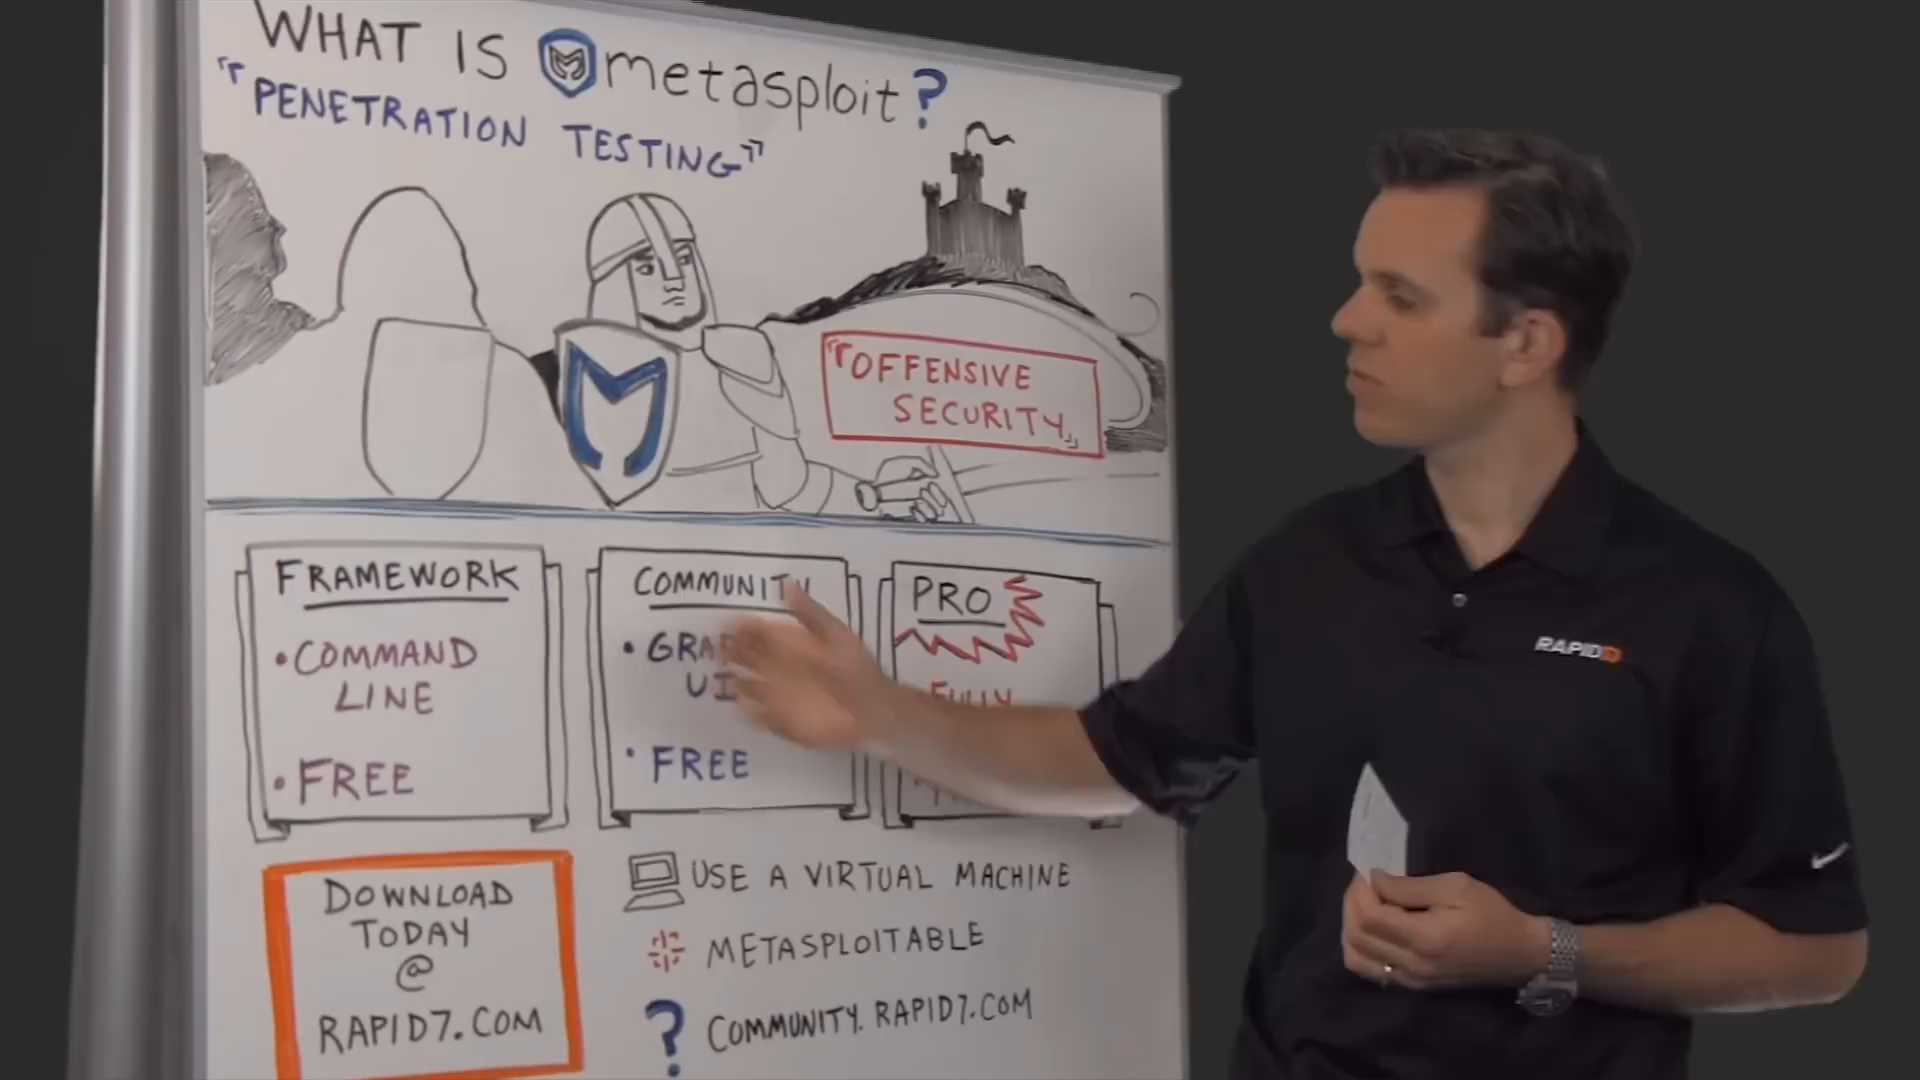 WHAT IS metasploit?
"PENETRATION TESTING"
"OFFENSIVE
SECURITY"
FRAMEWORK
• COMMAND
LINE
• FREE
COMMUNITY
UI
• FREE
PRO
FULLY
DOWNLOAD
TODAY
@
RAPID7.COM
USE A VIRTUAL MACHINE
METASPLOITABLE
? COMMUNITY.RAPID7.COM
RAPID7